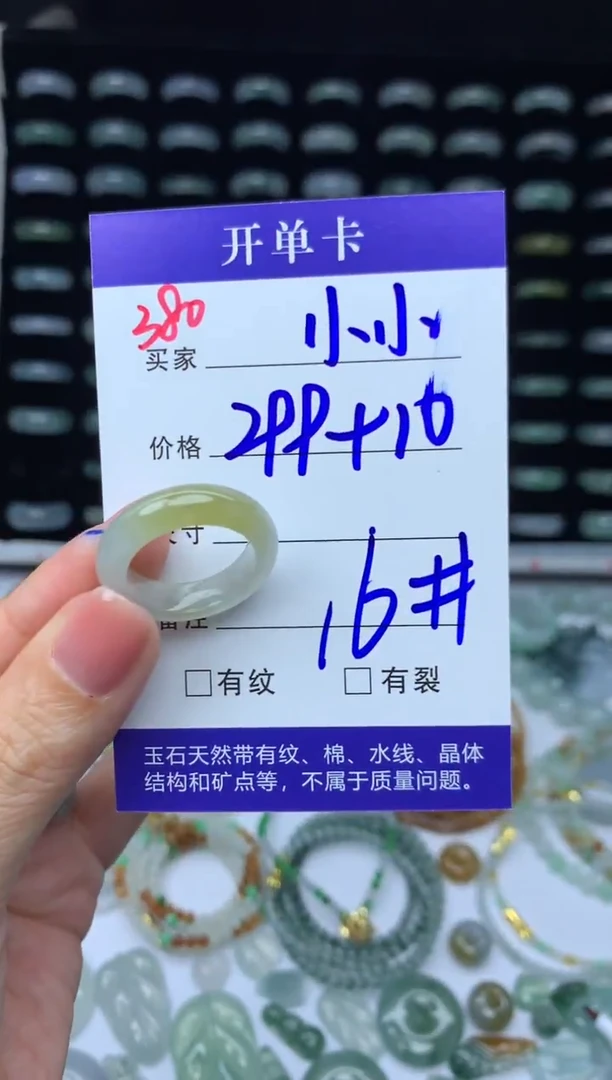 开单卡
380
买家 小小
价格 299+16
寸
16#
□有纹 □有裂
玉石天然带有纹、棉、水线、晶体
结构和矿点等，不属于质量问题。